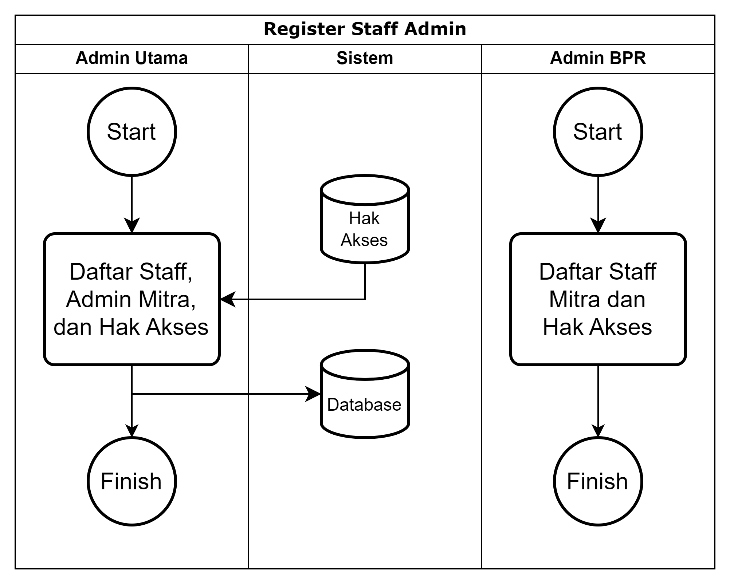 Register Staff Admin
Admin Utama
Sistem
Admin BPR
Start
Start
Hak
Akses
Daftar Staff,
Admin Mitra,
dan Hak Akses
Daftar Staff
Mitra dan
Hak Akses
Database
Finish
Finish